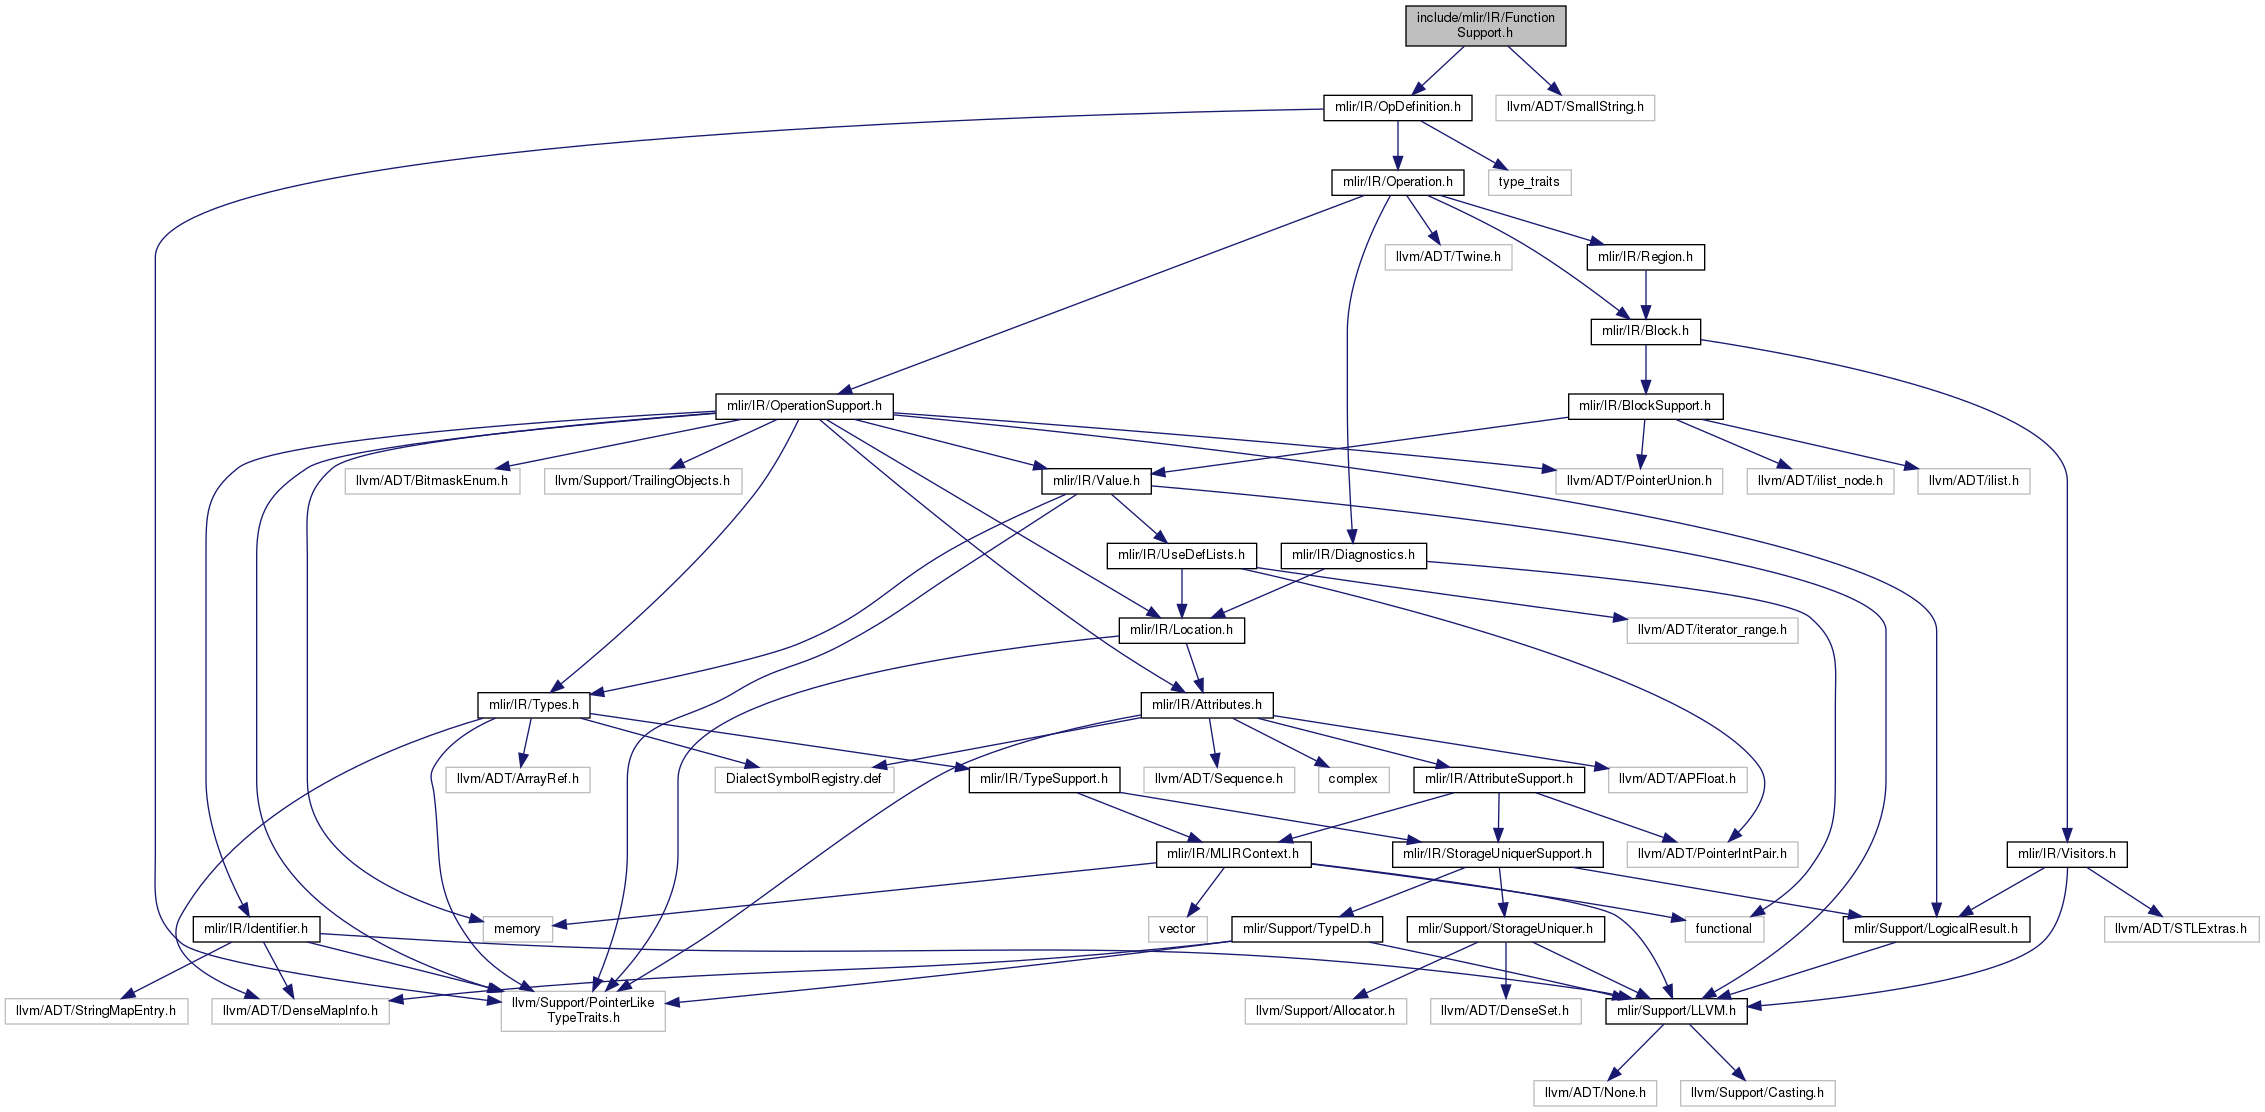 include/mlir/IR/Function
Support.h
mlir/IR/OpDefinition.h
llvm/ADT/SmallString.h
mlir/IR/Operation.h
type_traits
llvm/ADT/Twine.h
mlir/IR/Region.h
mlir/IR/Block.h
mlir/IR/OperationSupport.h
mlir/IR/BlockSupport.h
llvm/ADT/BitmaskEnum.h
llvm/Support/TrailingObjects.h
mlir/IR/Value.h
llvm/ADT/PointerUnion.h
llvm/ADT/ilist_node.h
llvm/ADT/ilist.h
mlir/IR/UseDefLists.h
mlir/IR/Diagnostics.h
mlir/IR/Location.h
llvm/ADT/iterator_range.h
mlir/IR/Types.h
mlir/IR/Attributes.h
llvm/ADT/ArrayRef.h
DialectSymbolRegistry.def
mlir/IR/TypeSupport.h
llvm/ADT/Sequence.h
complex
mlir/IR/AttributeSupport.h
llvm/ADT/APFloat.h
mlir/IR/MLIRContext.h
mlir/IR/StorageUniquerSupport.h
llvm/ADT/PointerIntPair.h
mlir/IR/Visitors.h
mlir/IR/Identifier.h
memory
vector
mlir/Support/TypeID.h
mlir/Support/StorageUniquer.h
functional
mlir/Support/LogicalResult.h
llvm/ADT/STLExtras.h
llvm/ADT/StringMapEntry.h
llvm/ADT/DenseMapInfo.h
llvm/Support/PointerLike
TypeTraits.h
llvm/Support/Allocator.h
llvm/ADT/DenseSet.h
mlir/Support/LLVM.h
llvm/ADT/None.h
llvm/Support/Casting.h